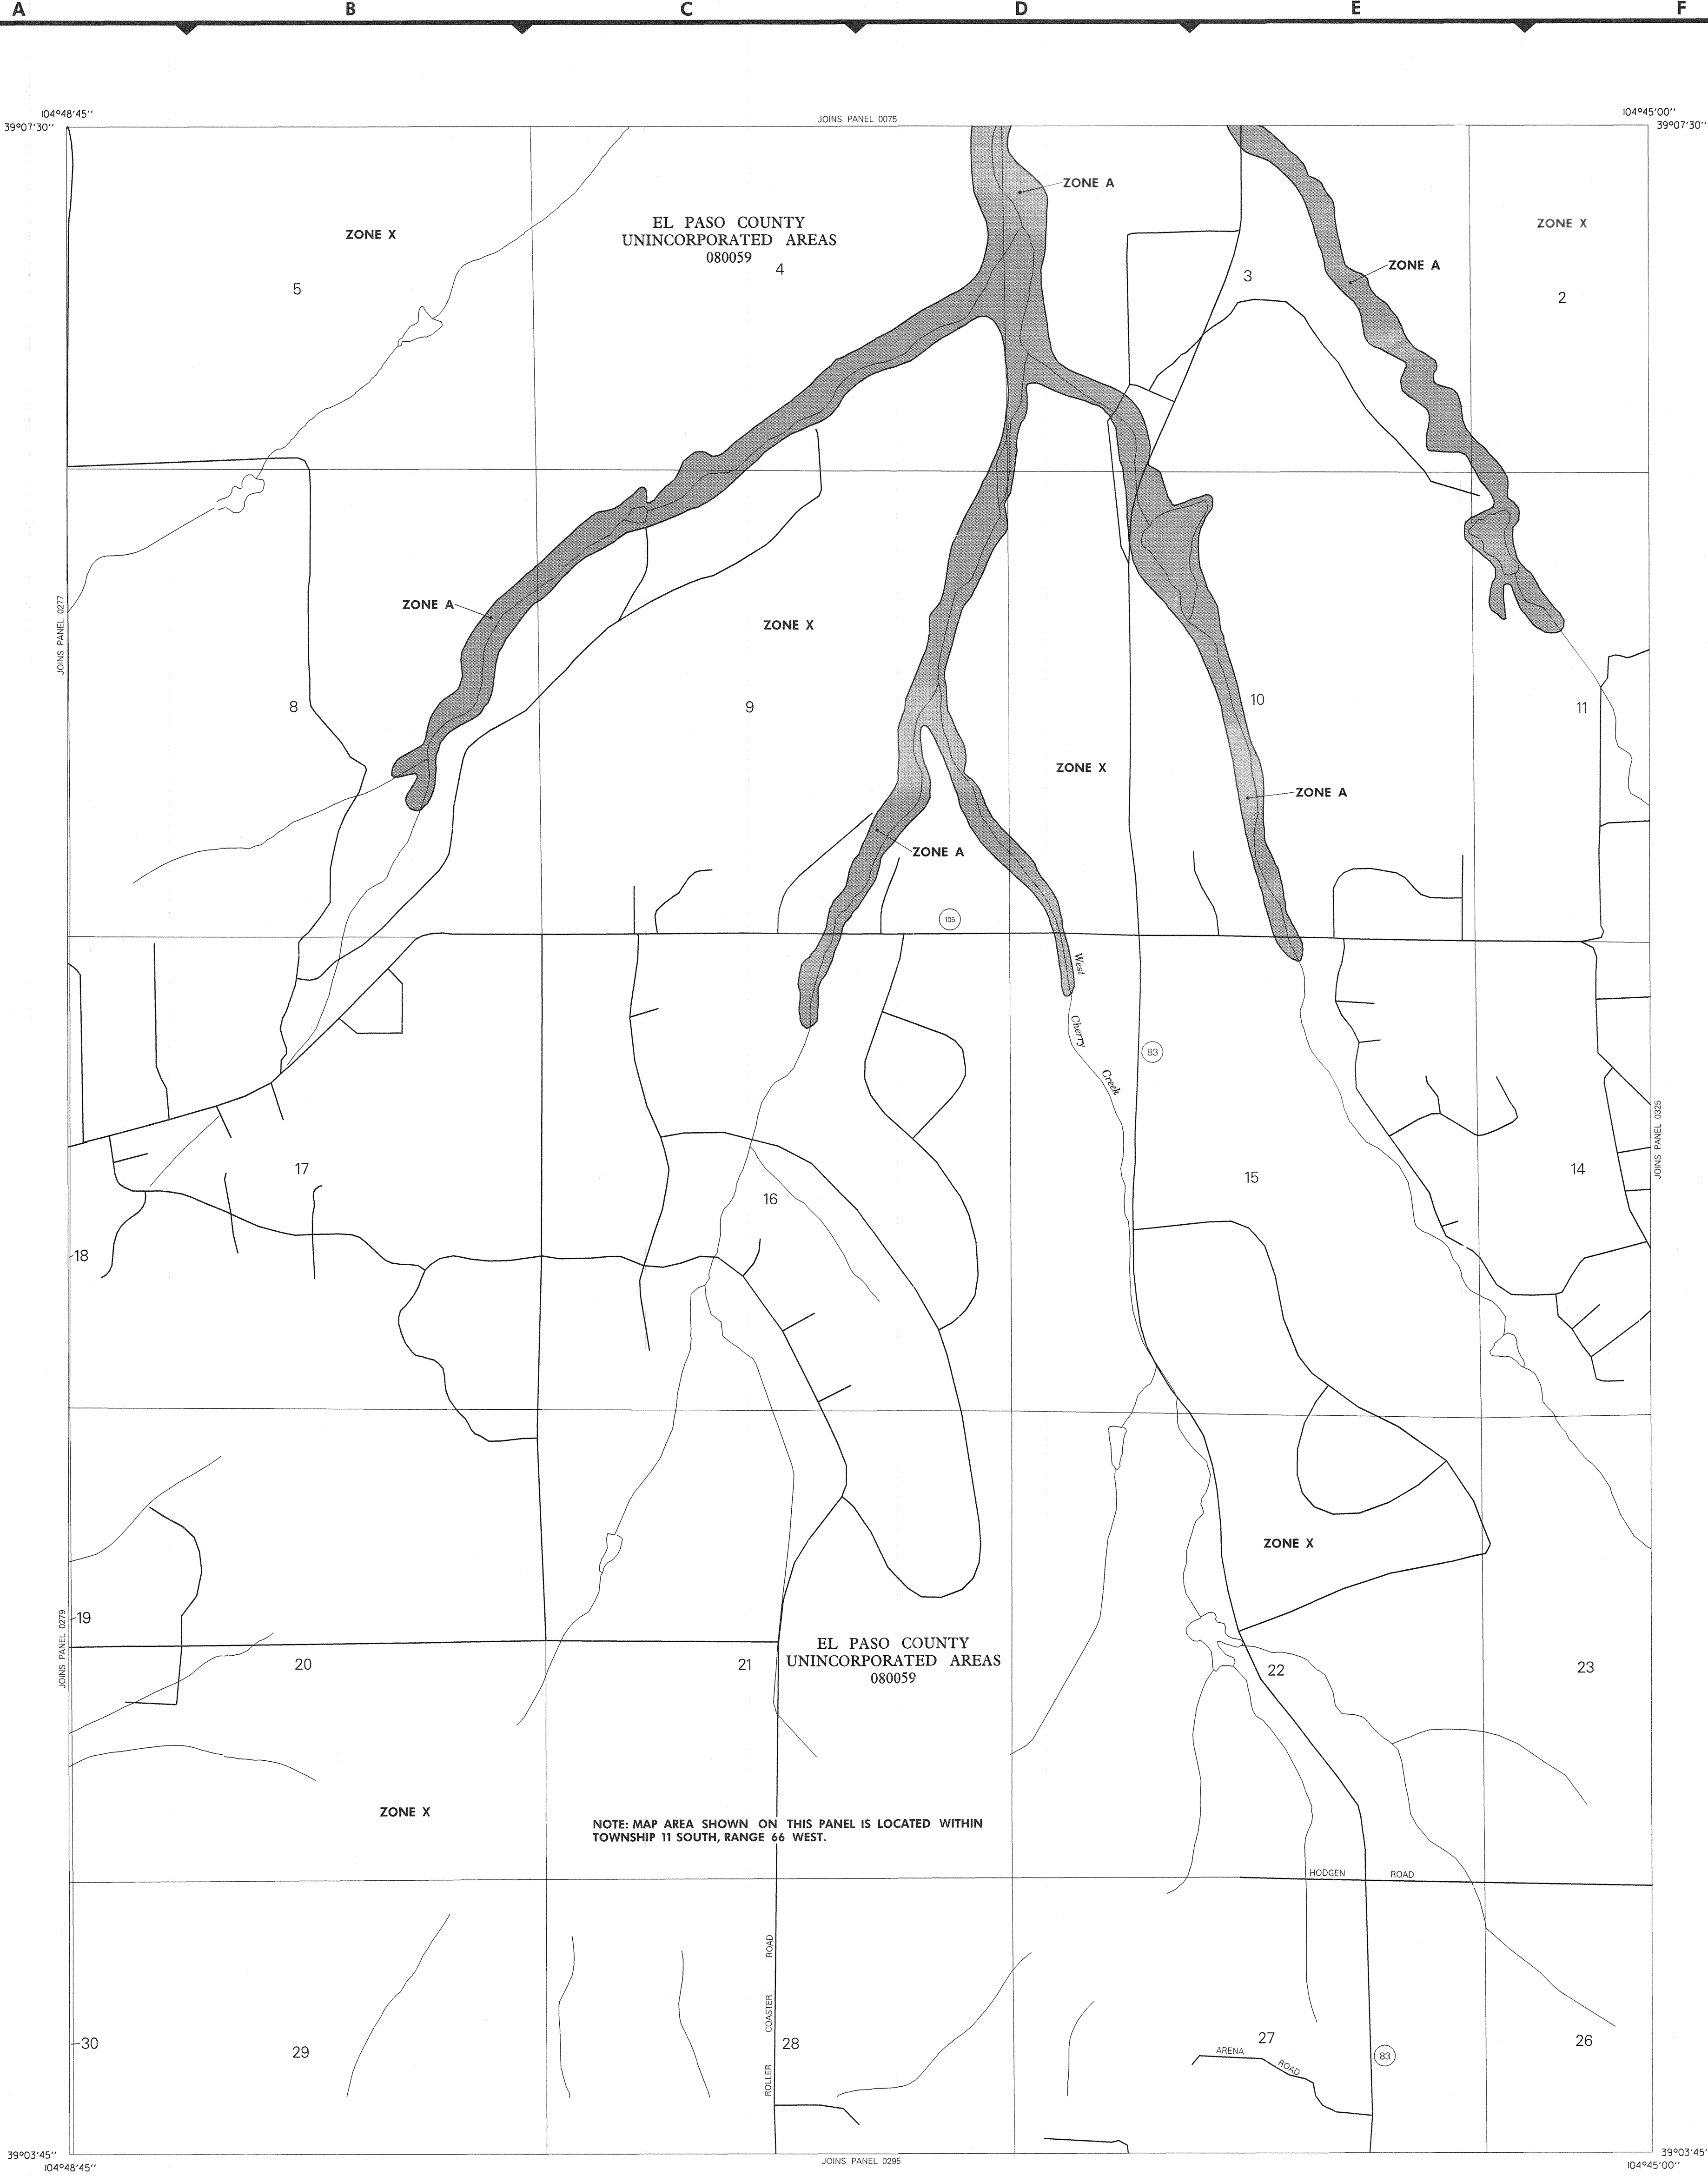 A B C D E F
104°48'45"
39°07'30"
JOINS PANEL 0075
104°45'00"
39°07'30"
ZONE A
ZONE X
EL PASO COUNTY
UNINCORPORATED AREAS
080059
4
ZONE X
ZONE A
3
5
2
JOINS PANEL 0277
ZONE A
ZONE X
8
9
10
11
ZONE X
ZONE A
ZONE A
105
West
Cherry
Creek
83
JOINS PANEL 0325
17
16
15
14
18
ZONE X
19
JOINS PANEL 0279
EL PASO COUNTY
UNINCORPORATED AREAS
080059
20
21
22
23
ZONE X
NOTE: MAP AREA SHOWN ON THIS PANEL IS LOCATED WITHIN
TOWNSHIP 11 SOUTH, RANGE 66 WEST.
HODGEN ROAD
ROLLER COASTER ROAD
30
29
28
27
26
ARENA ROAD
83
39°03'45"
104°48'45"
JOINS PANEL 0295
39°03'45"
104°45'00"